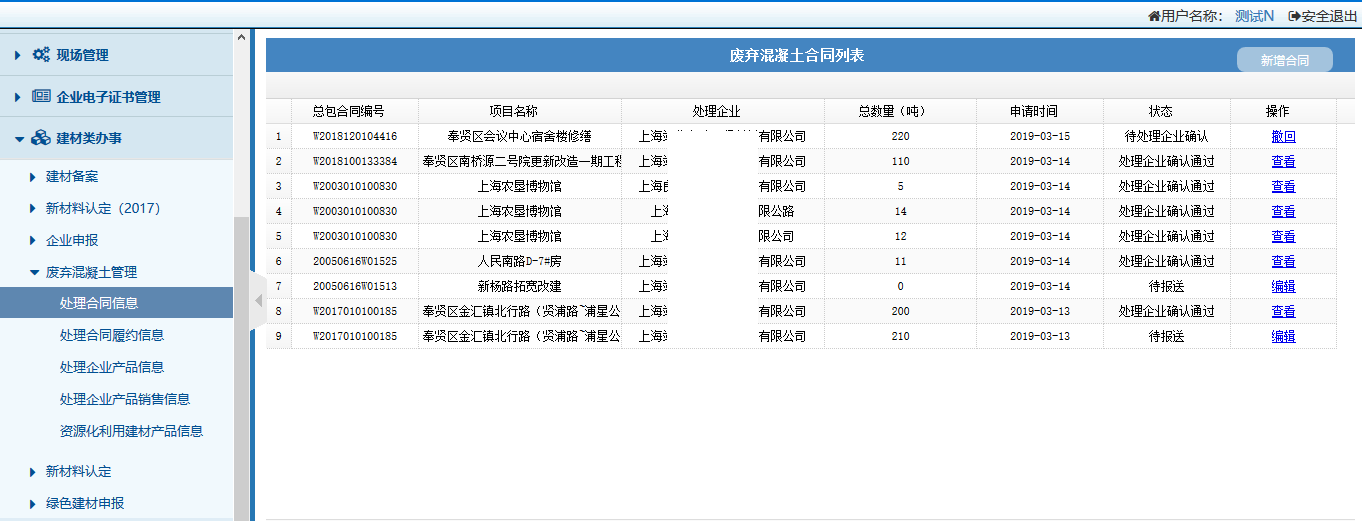 用户名称： 测试N 安全退出
现场管理
企业电子证书管理
建材类办事
建材备案
新材料认定（2017）
企业申报
废弃混凝土管理
处理合同信息
处理合同履约信息
处理企业产品信息
处理企业产品销售信息
资源化利用建材产品信息
新材料认定
绿色建材申报
废弃混凝土合同列表 新增合同
总包合同编号 项目名称 处理企业 总数量（吨） 申请时间 状态 操作
1 W2018120104416 奉贤区会议中心宿舍楼修缮 上海 有限公司 220 2019-03-15 待处理企业确认 撤回
2 W2018100133384 奉贤区南桥源二号院更新改造一期工程 上海 有限公司 110 2019-03-14 处理企业确认通过 查看
3 W2003010100830 上海农垦博物馆 上海 有限公司 5 2019-03-14 处理企业确认通过 查看
4 W2003010100830 上海农垦博物馆 上海 限公路 14 2019-03-14 处理企业确认通过 查看
5 W2003010100830 上海农垦博物馆 上海 限公司 12 2019-03-14 处理企业确认通过 查看
6 20050616W01525 人民南路D-7#房 上海 有限公司 11 2019-03-14 处理企业确认通过 查看
7 20050616W01513 新杨路拓宽改建 上海 有限公司 0 2019-03-14 待报送 编辑
8 W2017010100185 奉贤区金汇镇北行路（贤浦路~浦星公 上海 有限公司 200 2019-03-13 处理企业确认通过 查看
9 W2017010100185 奉贤区金汇镇北行路（贤浦路~浦星公 上海 有限公司 210 2019-03-13 待报送 编辑